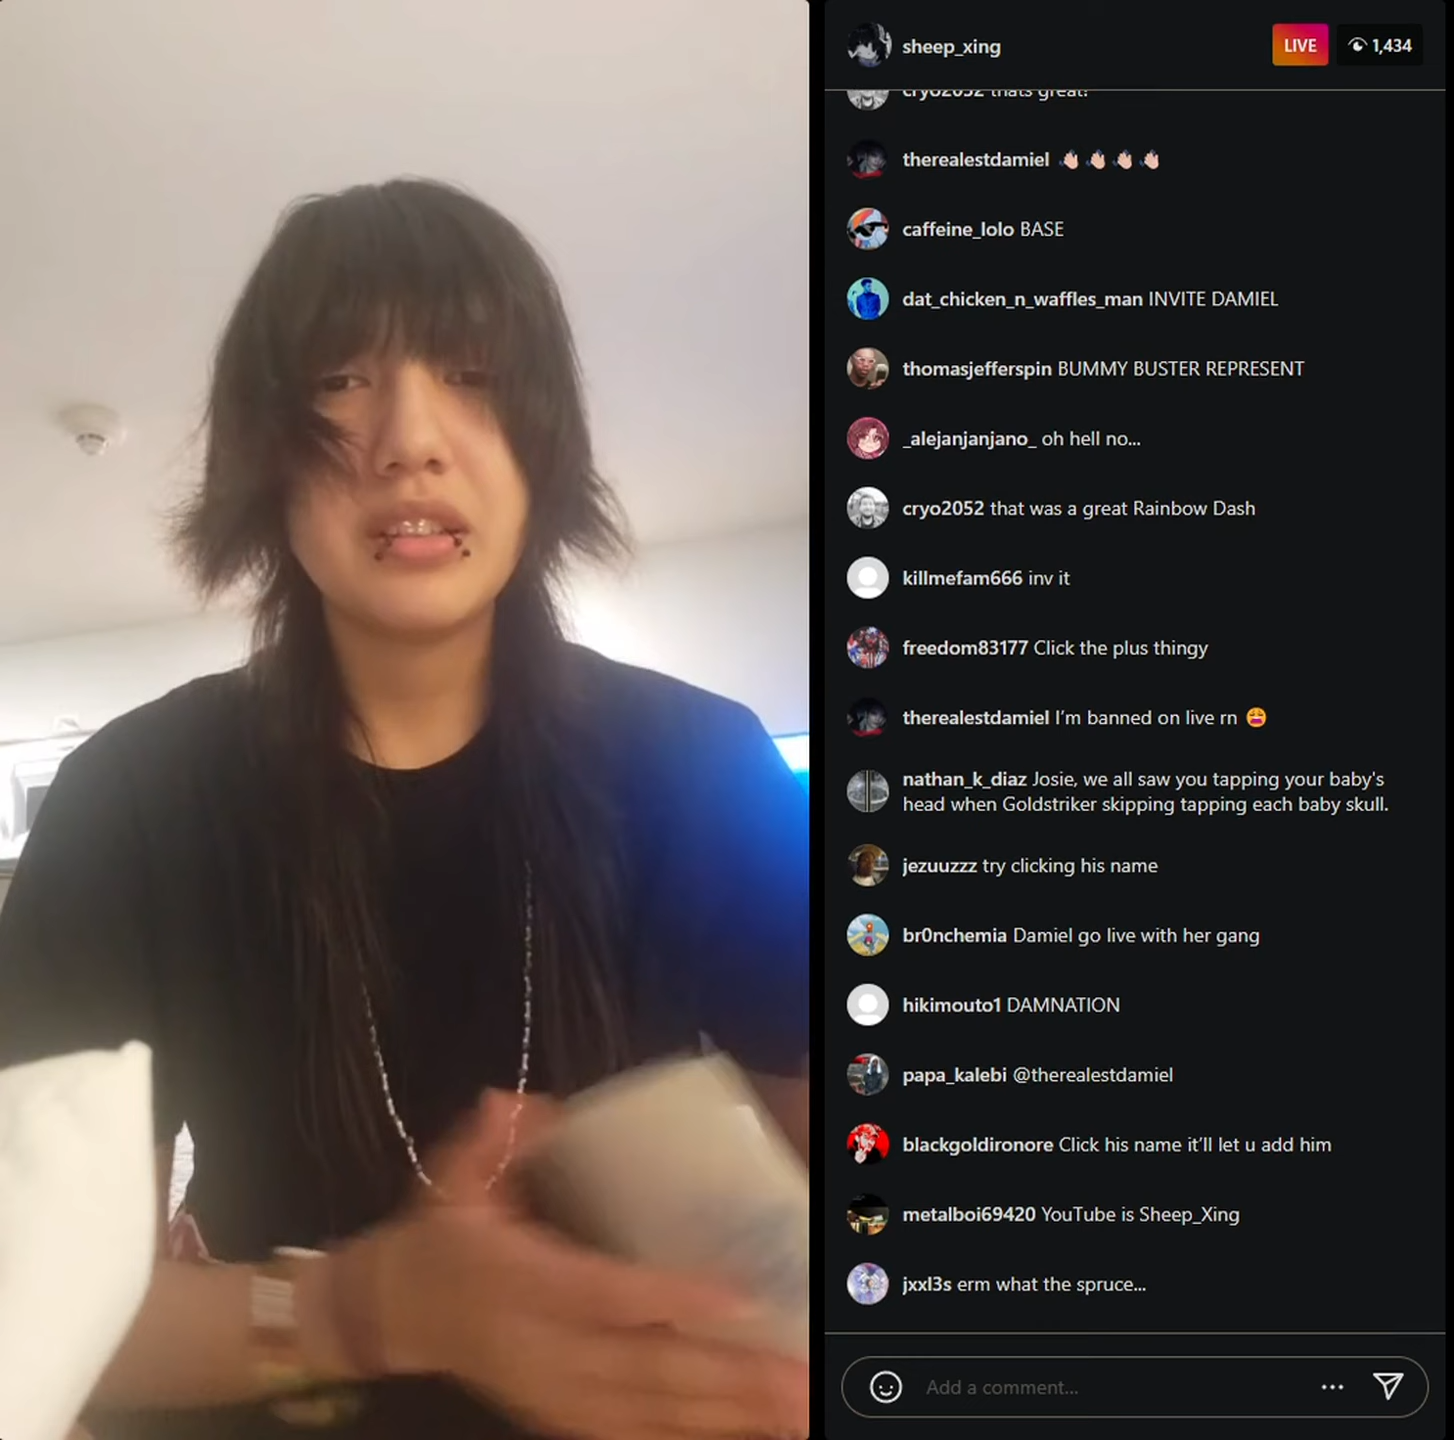 sheep_xing
LIVE
1,434
cryo2052 thats great!
therealestdamiel 👏🏻 👏🏻 👏🏻 👏🏻
caffeine_lolo BASE
dat_chicken_n_waffles_man INVITE DAMIEL
thomasjefferspin BUMMY BUSTER REPRESENT
_alejanjanjano_ oh hell no...
cryo2052 that was a great Rainbow Dash
killmefam666 inv it
freedom83177 Click the plus thingy
therealestdamiel I'm banned on live rn 😩
nathan_k_diaz Josie, we all saw you tapping your baby's
head when Goldstriker skipping tapping each baby skull.
jezuuzzz try clicking his name
br0nchemia Damiel go live with her gang
hikimouto1 DAMNATION
papa_kalebi @therealestdamiel
blackgoldironore Click his name it'll let u add him
metalboi69420 YouTube is Sheep_Xing
jxxl3s erm what the spruce...
Add a comment...